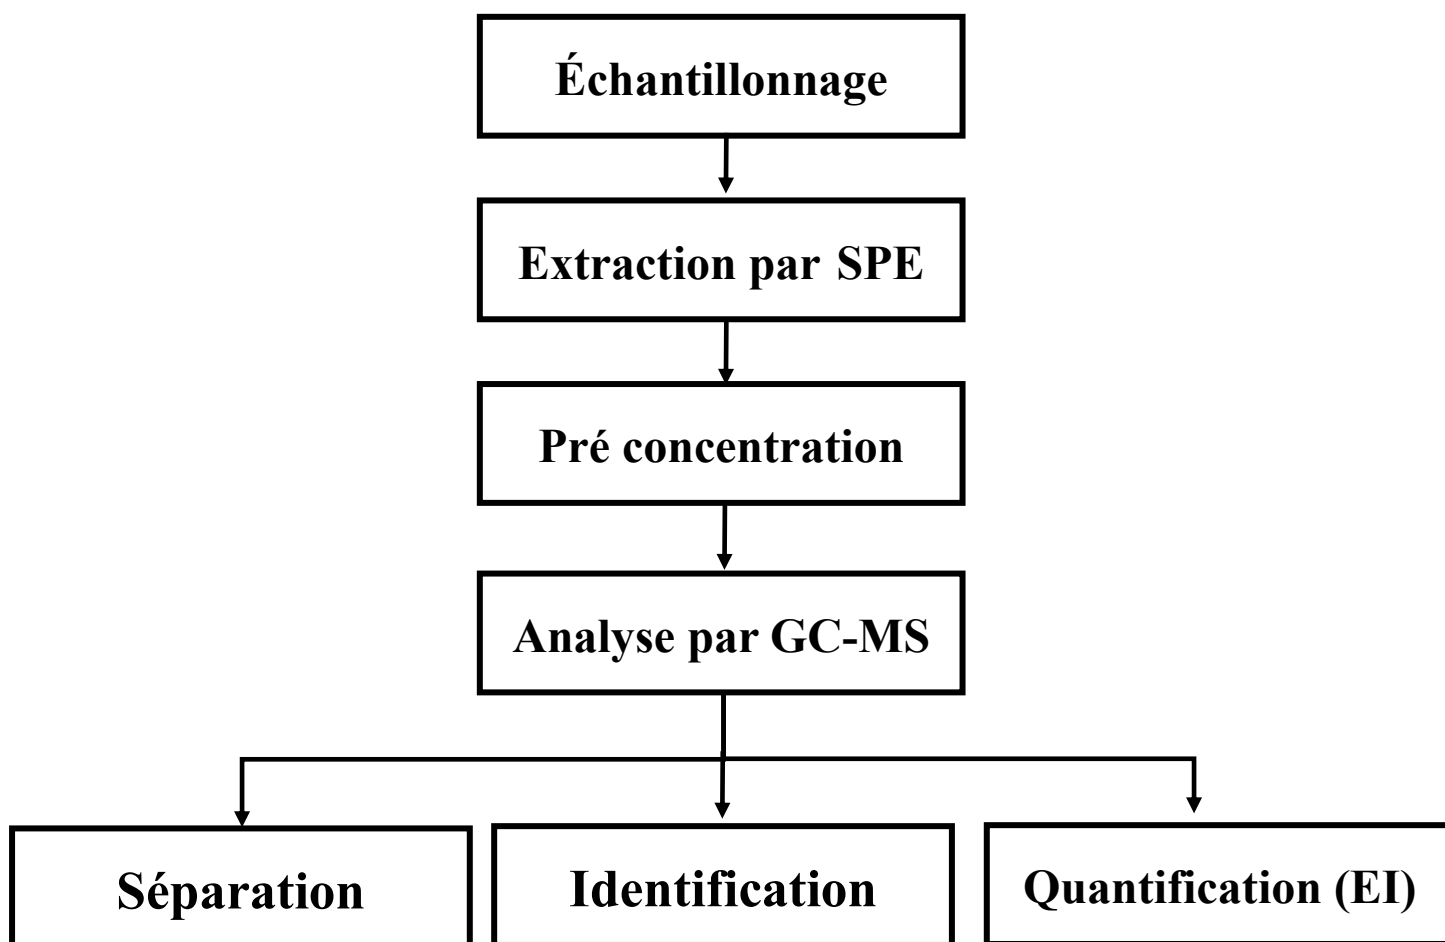 Échantillonnage
Extraction par SPE
Pré concentration
Analyse par GC-MS
Séparation
Identification
Quantification (EI)